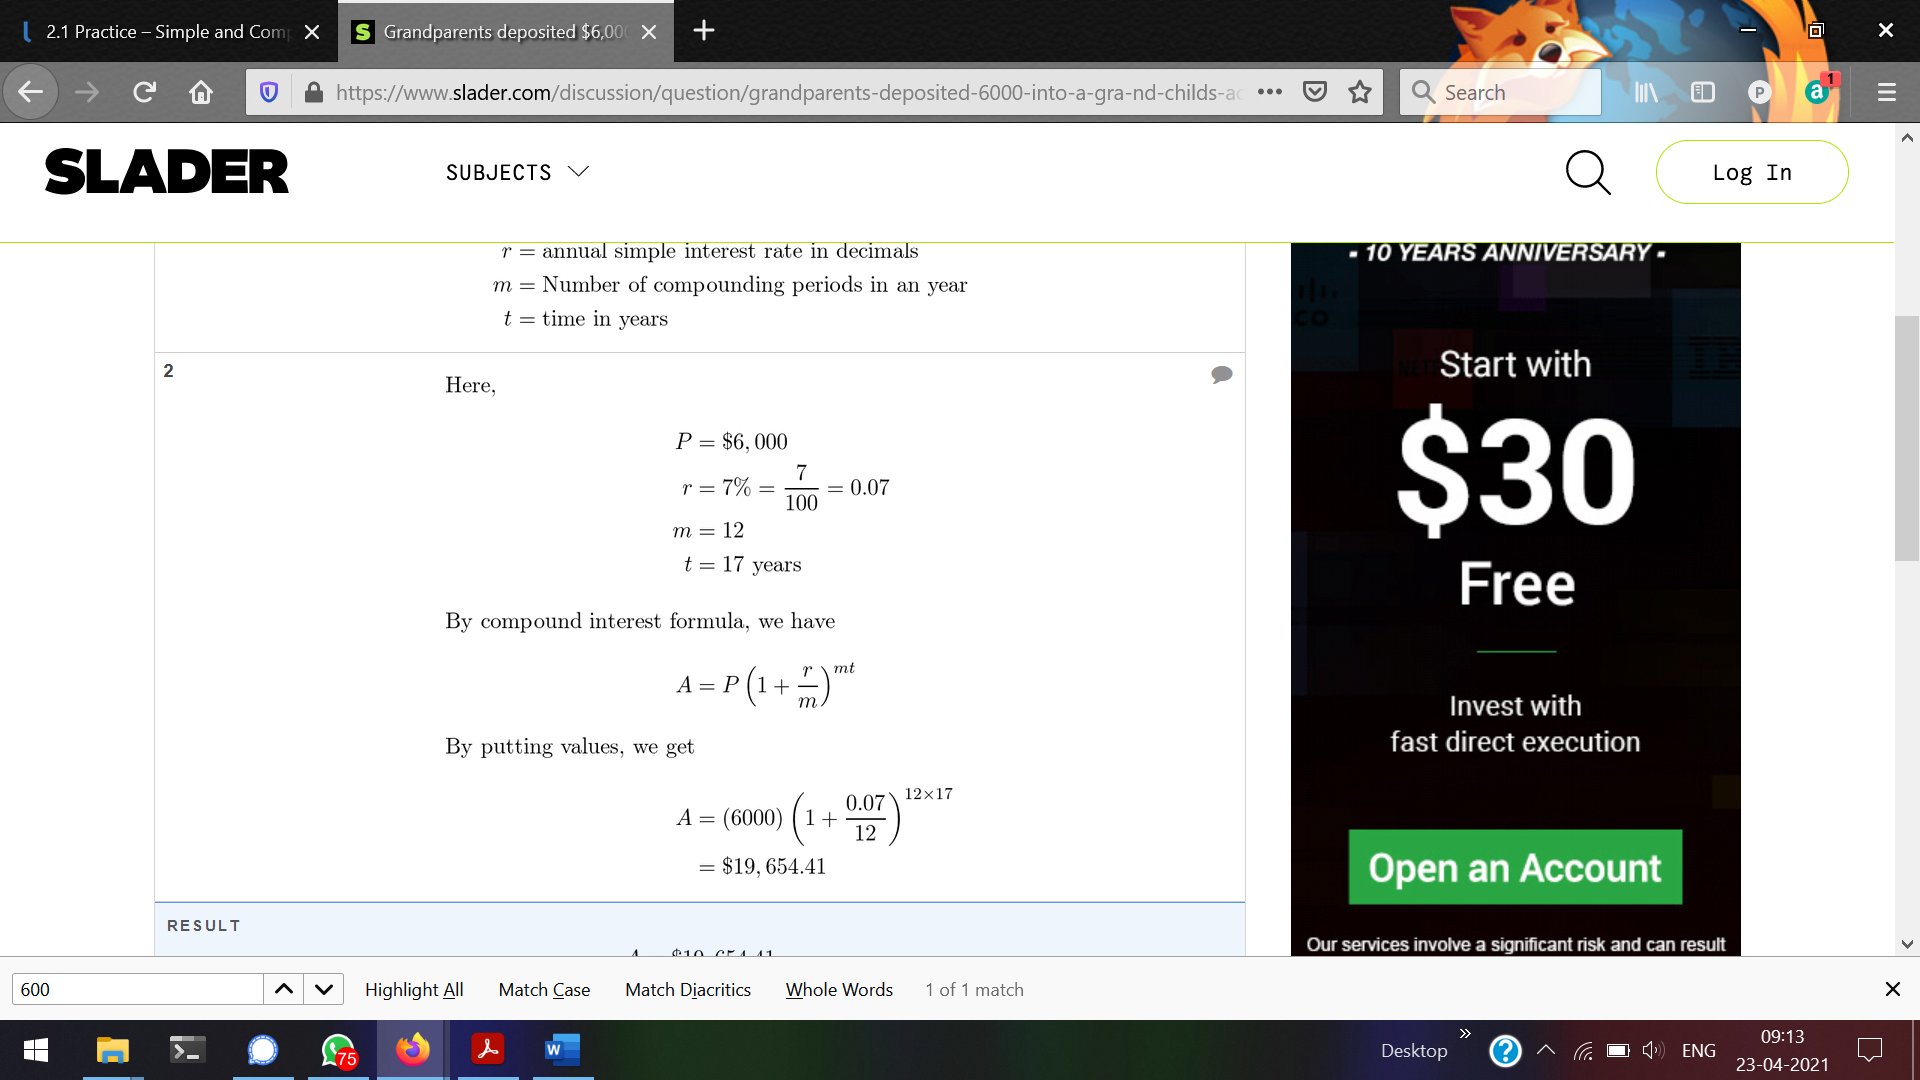 2.1 Practice – Simple and Com
Grandparents deposited $6,00
https://www.slader.com/discussion/question/grandparents-deposited-6000-into-a-gra-nd-childs-ac
Search
P
a
1
SLADER
SUBJECTS
Log In
r = annual simple interest rate in decimals
m = Number of compounding periods in an year
t = time in years
2
Here,
P = $6,000
r = 7% = 7/100 = 0.07
m = 12
t = 17 years
By compound interest formula, we have
A = P (1 + r/m)^mt
By putting values, we get
A = (6000) (1 + 0.07/12)^12×17
= $19,654.41
RESULT
A = $19,654.41
- 10 YEARS ANNIVERSARY -
Start with
$30
Free
Invest with
fast direct execution
Open an Account
Our services involve a significant risk and can result
600
Highlight All
Match Case
Match Diacritics
Whole Words
1 of 1 match
75
Desktop
ENG
09:13
23-04-2021